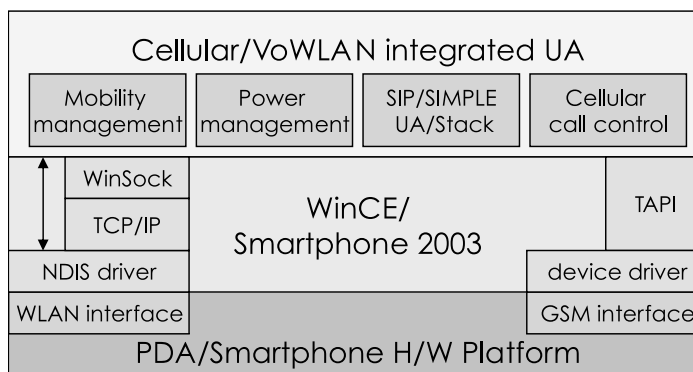 Cellular/VoWLAN integrated UA
Mobility
management
Power
management
SIP/SIMPLE
UA/Stack
Cellular
call control
WinSock
TCP/IP
WinCE/
Smartphone 2003
TAPI
NDIS driver
device driver
WLAN interface
GSM interface
PDA/Smartphone H/W Platform